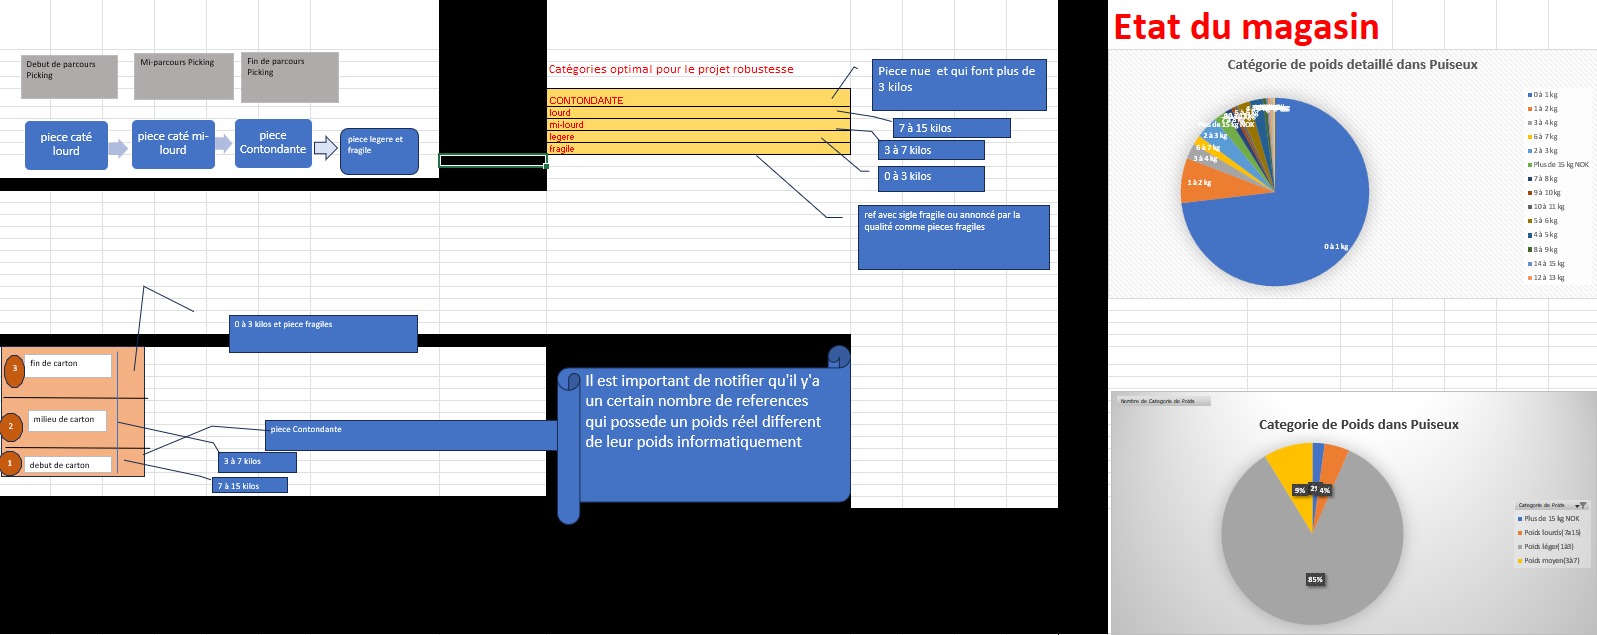 Etat du magasin
Debut de parcours
Picking
Mi-parcours Picking
Fin de parcours
Picking
piece caté
lourd
piece caté mi-
lourd
piece
Contondante
piece legere et
fragile
Catégories optimal pour le projet robustesse
CONTONDANTE
lourd
mi-lourd
legere
fragile
Piece nue et qui font plus de
3 kilos
7 à 15 kilos
3 à 7 kilos
0 à 3 kilos
ref avec sigle fragile ou annoncé par la
qualité comme pieces fragiles
0 à 3 kilos et piece fragiles
3
fin de carton
2
milieu de carton
1
debut de carton
piece Contondante
3 à 7 kilos
7 à 15 kilos
Il est important de notifier qu'il y'a
un certain nombre de references
qui possede un poids réel different
de leur poids informatiquement
Catégorie de poids detaillé dans Puiseux
Plus de 15 kg NOK
2 à 3 kg
6 à 7 kg
3 à 4 kg
1 à 2 kg
0 à 1 kg
0 à 1 kg
1 à 2 kg
3 à 4 kg
6 à 7 kg
2 à 3 kg
Plus de 15 kg NOK
7 à 8 kg
9 à 10 kg
10 à 11 kg
5 à 6 kg
4 à 5 kg
8 à 9 kg
14 à 15 kg
12 à 13 kg
Nombre de Categorie de Poids
Categorie de Poids dans Puiseux
9%
4%
85%
Categorie de Poids
Plus de 15 kg NOK
Poids lourds(7a15)
Poids léger(1à3)
Poids moyen(3à7)